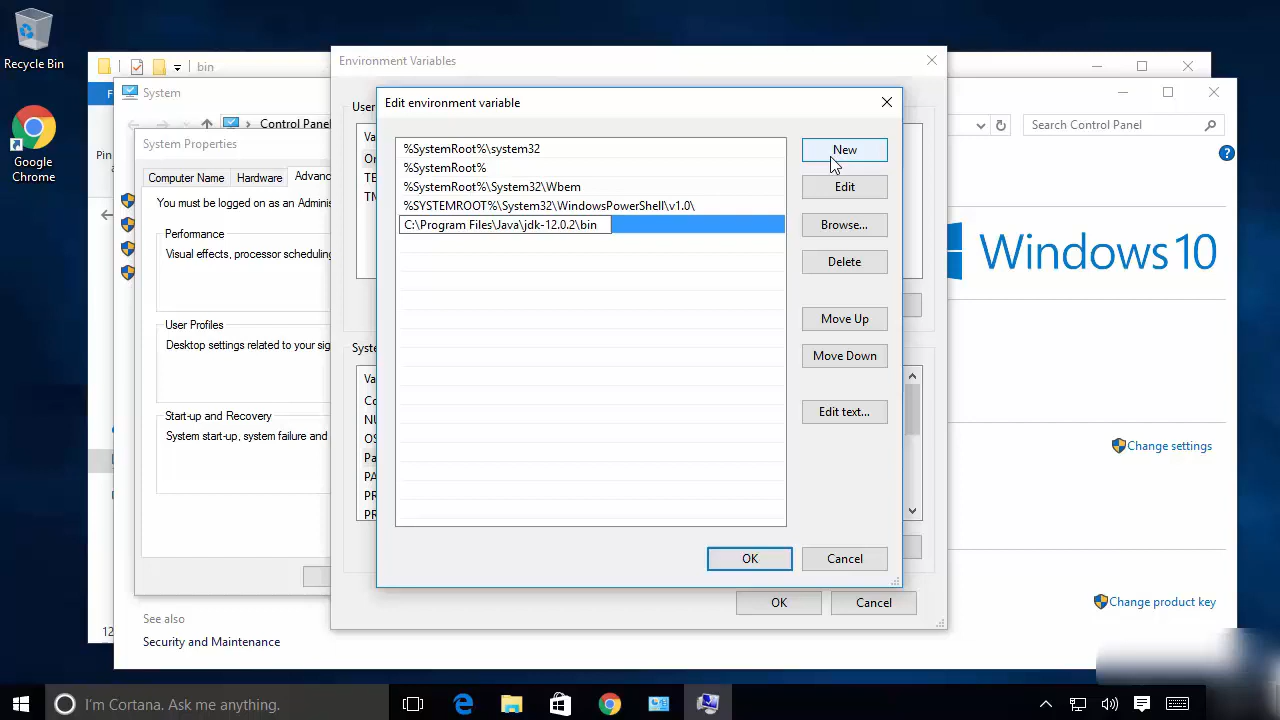 Recycle Bin
Google
Chrome
bin
System
Control Panel
Search Control Panel
System Properties
Computer Name
Hardware
You must be logged on as an
Performance
Visual effects, processor scheduling
User Profiles
Desktop settings related to your
Start-up and Recovery
System start-up, system failure and
See also
Security and Maintenance
Environment Variables
User
Edit environment variable
%SystemRoot%\system32
%SystemRoot%
%SystemRoot%\System32\Wbem
%SYSTEMROOT%\System32\WindowsPowerShell\v1.0\
C:\Program Files\Java\jdk-12.0.2\bin
New
Edit
Browse...
Delete
Move Up
Move Down
Edit text...
OK
Cancel
OK
Cancel
Windows 10
Change settings
Change product key
I'm Cortana. Ask me anything.